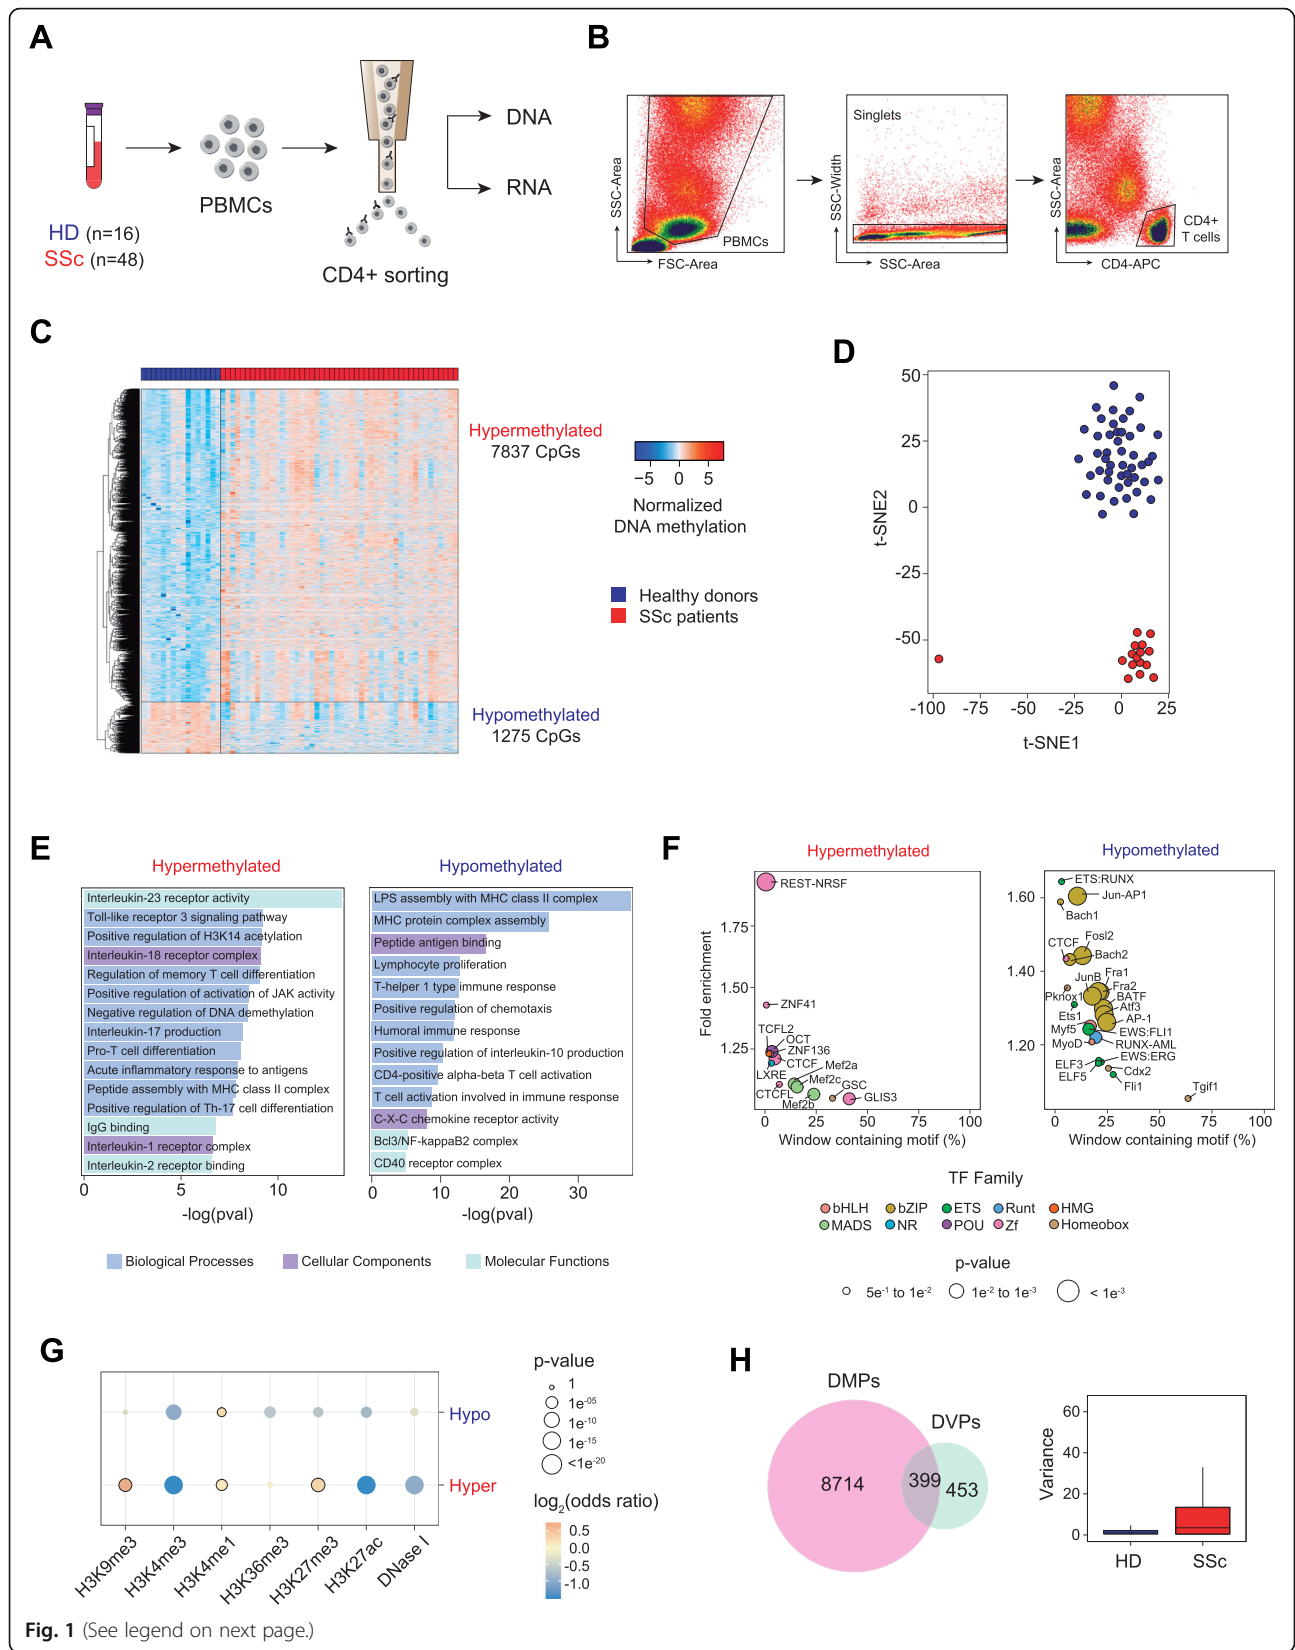 A
HD (n=16)
SSc (n=48)
PBMCs
CD4+ sorting
DNA
RNA
B
SSC-Area
PBMCs
FSC-Area
Singlets
SSC-Width
SSC-Area
SSC-Area
CD4+
T cells
CD4-APC
C
Hypermethylated
7837 CpGs
Hypomethylated
1275 CpGs
−5 0 5
Normalized
DNA methylation
Healthy donors
SSc patients
D
50
25
0
-25
-50
t-SNE2
-100 -75 -50 -25 0 25
t-SNE1
E
Hypermethylated
Interleukin-23 receptor activity
Toll-like receptor 3 signaling pathway
Positive regulation of H3K14 acetylation
Interleukin-18 receptor complex
Regulation of memory T cell differentiation
Positive regulation of activation of JAK activity
Negative regulation of DNA demethylation
Interleukin-17 production
Pro-T cell differentiation
Acute inflammatory response to antigens
Peptide assembly with MHC class II complex
Positive regulation of Th-17 cell differentiation
IgG binding
Interleukin-1 receptor complex
Interleukin-2 receptor binding
0 5 10
-log(pval)
Hypomethylated
LPS assembly with MHC class II complex
MHC protein complex assembly
Peptide antigen binding
Lymphocyte proliferation
T-helper 1 type immune response
Positive regulation of chemotaxis
Humoral immune response
Positive regulation of interleukin-10 production
CD4-positive alpha-beta T cell activation
T cell activation involved in immune response
C-X-C chemokine receptor activity
Bcl3/NF-kappaB2 complex
CD40 receptor complex
0 10 20 30
-log(pval)
Biological Processes
Cellular Components
Molecular Functions
F
Hypermethylated
Fold enrichment
1.75
1.50
1.25
REST-NRSF
ZNF41
TCFL2
OCT
ZNF136
CTCF
LXRE
CTCFL
Mef2a
Mef2c
Mef2b
GSC
GLIS3
0 25 50 75 100
Window containing motif (%)
Hypomethylated
1.60
1.40
1.20
ETS:RUNX
Jun-AP1
Bach1
Fosl2
CTCF
Bach2
JunB
Fra1
Fra2
Pknox1
BATF
Atf3
Ets1
AP-1
Myf5
EWS:FLI1
MyoD
RUNX-AML
EWS:ERG
ELF3
Cdx2
ELF5
Fli1
Tgif1
0 25 50 75 100
Window containing motif (%)
TF Family
bHLH bZIP ETS Runt HMG
MADS NR POU Zf Homeobox
p-value
5e-1 to 1e-2
1e-2 to 1e-3
< 1e-3
G
Hypo
Hyper
H3K9me3
H3K4me3
H3K4me1
H3K36me3
H3K27me3
H3K27ac
DNase I
p-value
1
1e-05
1e-10
1e-15
<1e-20
log2(odds ratio)
0.5
0.0
-0.5
-1.0
H
DMPs
DVPs
8714
399
453
Variance
60
40
20
0
HD SSc
Fig. 1 (See legend on next page.)